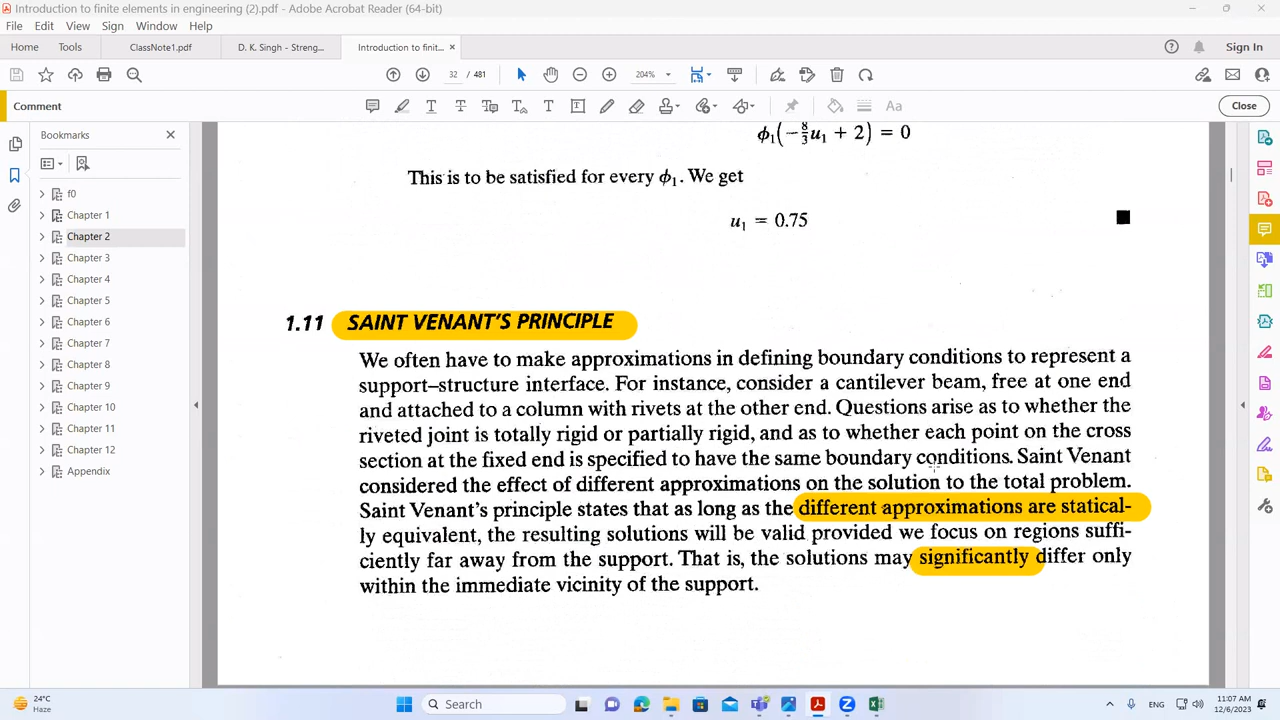 Introduction to finite elements in engineering (2).pdf - Adobe Acrobat Reader (64-bit)
File Edit View Sign Window Help
Home Tools ClassNote1.pdf D. K. Singh - Streng... Introduction to finit... × Sign In
32 / 481 204%
Comment Aa Close
Bookmarks
f0
Chapter 1
Chapter 2
Chapter 3
Chapter 4
Chapter 5
Chapter 6
Chapter 7
Chapter 8
Chapter 9
Chapter 10
Chapter 11
Chapter 12
Appendix
ϕ₁(−8/3 u₁ + 2) = 0
This is to be satisfied for every ϕ₁. We get
u₁ = 0.75
1.11 SAINT VENANT'S PRINCIPLE
We often have to make approximations in defining boundary conditions to represent a
support–structure interface. For instance, consider a cantilever beam, free at one end
and attached to a column with rivets at the other end. Questions arise as to whether the
riveted joint is totally rigid or partially rigid, and as to whether each point on the cross
section at the fixed end is specified to have the same boundary conditions. Saint Venant
considered the effect of different approximations on the solution to the total problem.
Saint Venant's principle states that as long as the different approximations are statical-
ly equivalent, the resulting solutions will be valid provided we focus on regions suffi-
ciently far away from the support. That is, the solutions may significantly differ only
within the immediate vicinity of the support.
24°C
Haze
Search
11:07 AM
12/6/2023